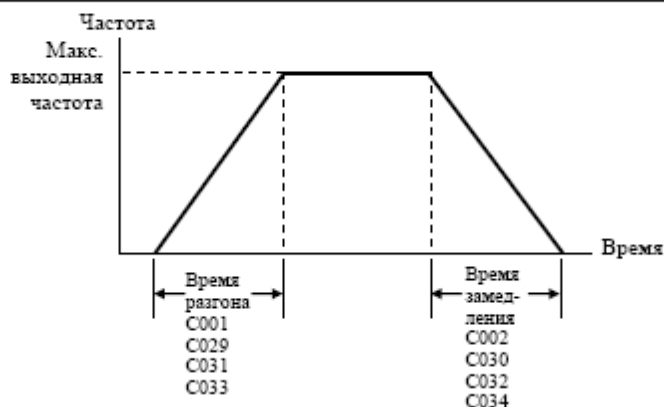 Частота
Макс.
выходная
частота
Время
Время
разгона
C001
C029
C031
C033
Время
замед-
ления
C002
C030
C032
C034